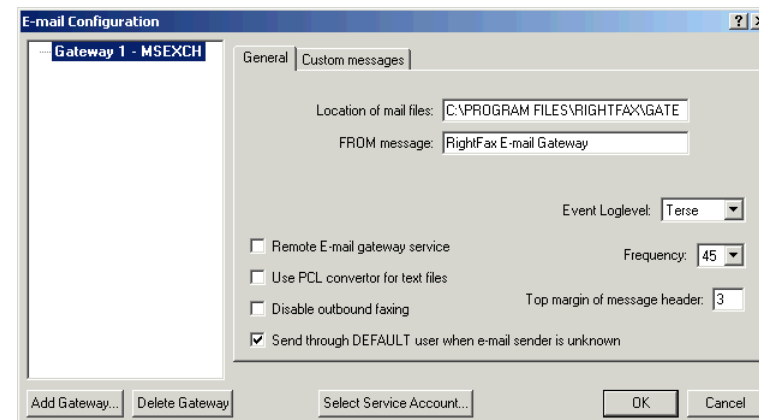 E-mail Configuration
Gateway 1 - MSEXCH
General
Custom messages
Location of mail files: C:\PROGRAM FILES\RIGHTFAX\GATE
FROM message: RightFax E-mail Gateway
Event Loglevel: Terse
Remote E-mail gateway service
Frequency: 45
Use PCL convertor for text files
Top margin of message header: 3
Disable outbound faxing
Send through DEFAULT user when e-mail sender is unknown
Add Gateway... Delete Gateway Select Service Account... OK Cancel